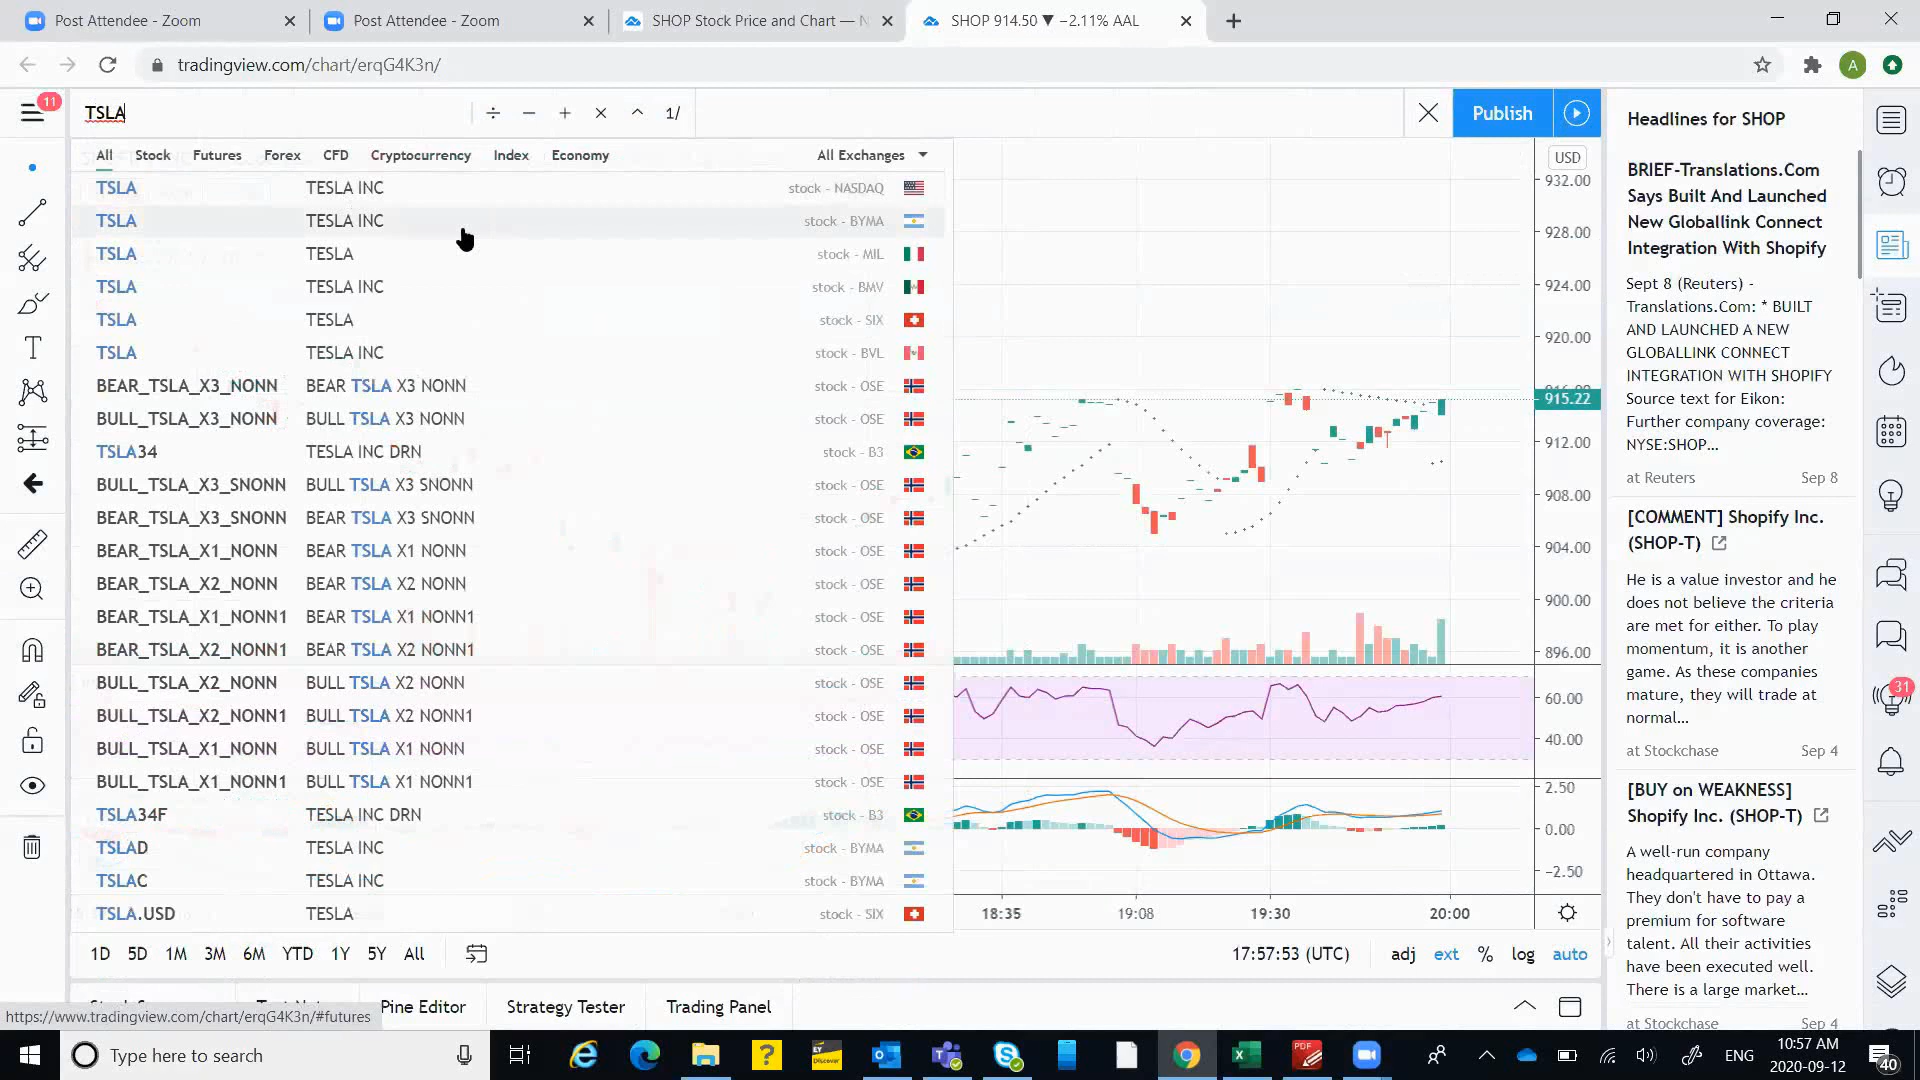 Post Attendee - Zoom
Post Attendee - Zoom
SHOP Stock Price and Chart — N
SHOP 914.50 ▼ −2.11% AAL
tradingview.com/chart/erqG4K3n/
A
11
TSLA
1/
Publish
All Stock Futures Forex CFD Cryptocurrency Index Economy All Exchanges
TSLA TESLA INC stock - NASDAQ
TSLA TESLA INC stock - BYMA
TSLA TESLA stock - MIL
TSLA TESLA INC stock - BMV
TSLA TESLA stock - SIX
TSLA TESLA INC stock - BVL
BEAR_TSLA_X3_NONN BEAR TSLA X3 NONN stock - OSE
BULL_TSLA_X3_NONN BULL TSLA X3 NONN stock - OSE
TSLA34 TESLA INC DRN stock - B3
BULL_TSLA_X3_SNONN BULL TSLA X3 SNONN stock - OSE
BEAR_TSLA_X3_SNONN BEAR TSLA X3 SNONN stock - OSE
BEAR_TSLA_X1_NONN BEAR TSLA X1 NONN stock - OSE
BEAR_TSLA_X2_NONN BEAR TSLA X2 NONN stock - OSE
BEAR_TSLA_X1_NONN1 BEAR TSLA X1 NONN1 stock - OSE
BEAR_TSLA_X2_NONN1 BEAR TSLA X2 NONN1 stock - OSE
BULL_TSLA_X2_NONN BULL TSLA X2 NONN stock - OSE
BULL_TSLA_X2_NONN1 BULL TSLA X2 NONN1 stock - OSE
BULL_TSLA_X1_NONN BULL TSLA X1 NONN stock - OSE
BULL_TSLA_X1_NONN1 BULL TSLA X1 NONN1 stock - OSE
TSLA34F TESLA INC DRN stock - B3
TSLAD TESLA INC stock - BYMA
TSLAC TESLA INC stock - BYMA
TSLA.USD TESLA stock - SIX
USD
932.00
928.00
924.00
920.00
915.22
912.00
908.00
904.00
900.00
896.00
60.00
40.00
2.50
0.00
−2.50
18:35 19:08 19:30 20:00
1D 5D 1M 3M 6M YTD 1Y 5Y All
17:57:53 (UTC) adj ext % log auto
Pine Editor Strategy Tester Trading Panel
https://www.tradingview.com/chart/erqG4K3n/#futures
Headlines for SHOP
BRIEF-Translations.Com
Says Built And Launched
New Globallink Connect
Integration With Shopify
Sept 8 (Reuters) -
Translations.Com: * BUILT
AND LAUNCHED A NEW
GLOBALLINK CONNECT
INTEGRATION WITH SHOPIFY
Source text for Eikon:
Further company coverage:
NYSE:SHOP...
at Reuters Sep 8
[COMMENT] Shopify Inc.
(SHOP-T)
He is a value investor and he
does not believe the criteria
are met for either. To play
momentum, it is another
game. As these companies
mature, they will trade at
normal...
at Stockchase Sep 4
[BUY on WEAKNESS]
Shopify Inc. (SHOP-T)
A well-run company
headquartered in Ottawa.
They don't have to pay a
premium for software
talent. All their activities
have been executed well.
There is a large market...
at Stockchase Sep 4
31
Type here to search
EY
Discover
PDF
ENG
10:57 AM
2020-09-12
40